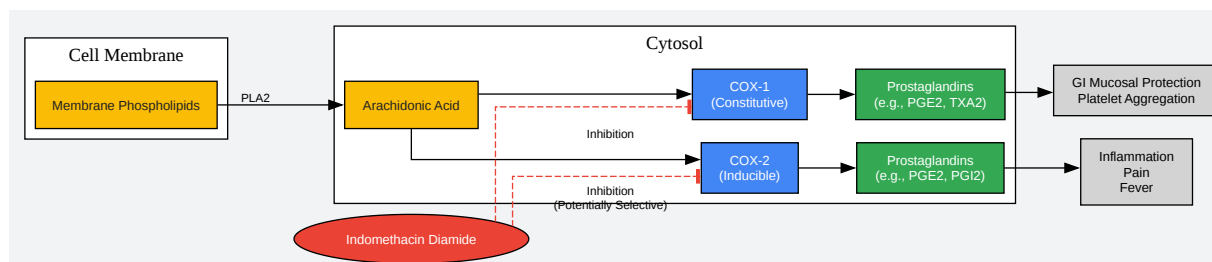 Cell Membrane
Membrane Phospholipids
PLA2
Cytosol
Arachidonic Acid
COX-1
(Constitutive)
Prostaglandins
(e.g., PGE2, TXA2)
GI Mucosal Protection
Platelet Aggregation
Inhibition
COX-2
(Inducible)
Prostaglandins
(e.g., PGE2, PGI2)
Inflammation
Pain
Fever
Inhibition
(Potentially Selective)
Indomethacin Diamide